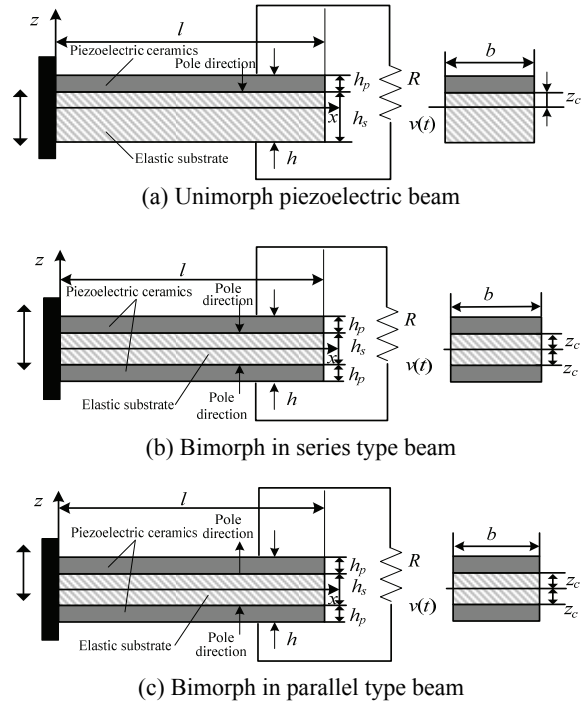 z
l
b
Piezoelectric ceramics
Pole direction
h_p
R
z_c
x
h_s
v(t)
Elastic substrate
h
(a) Unimorph piezoelectric beam
z
l
b
Piezoelectric ceramics
Pole
direction
h_p
R
z_c
h_s
x
z_c
h_p
v(t)
Elastic substrate
Pole
direction
h
(b) Bimorph in series type beam
z
l
b
Piezoelectric ceramics
Pole
direction
h_p
R
z_c
h_s
x
z_c
h_p
v(t)
Elastic substrate
Pole
direction
h
(c) Bimorph in parallel type beam